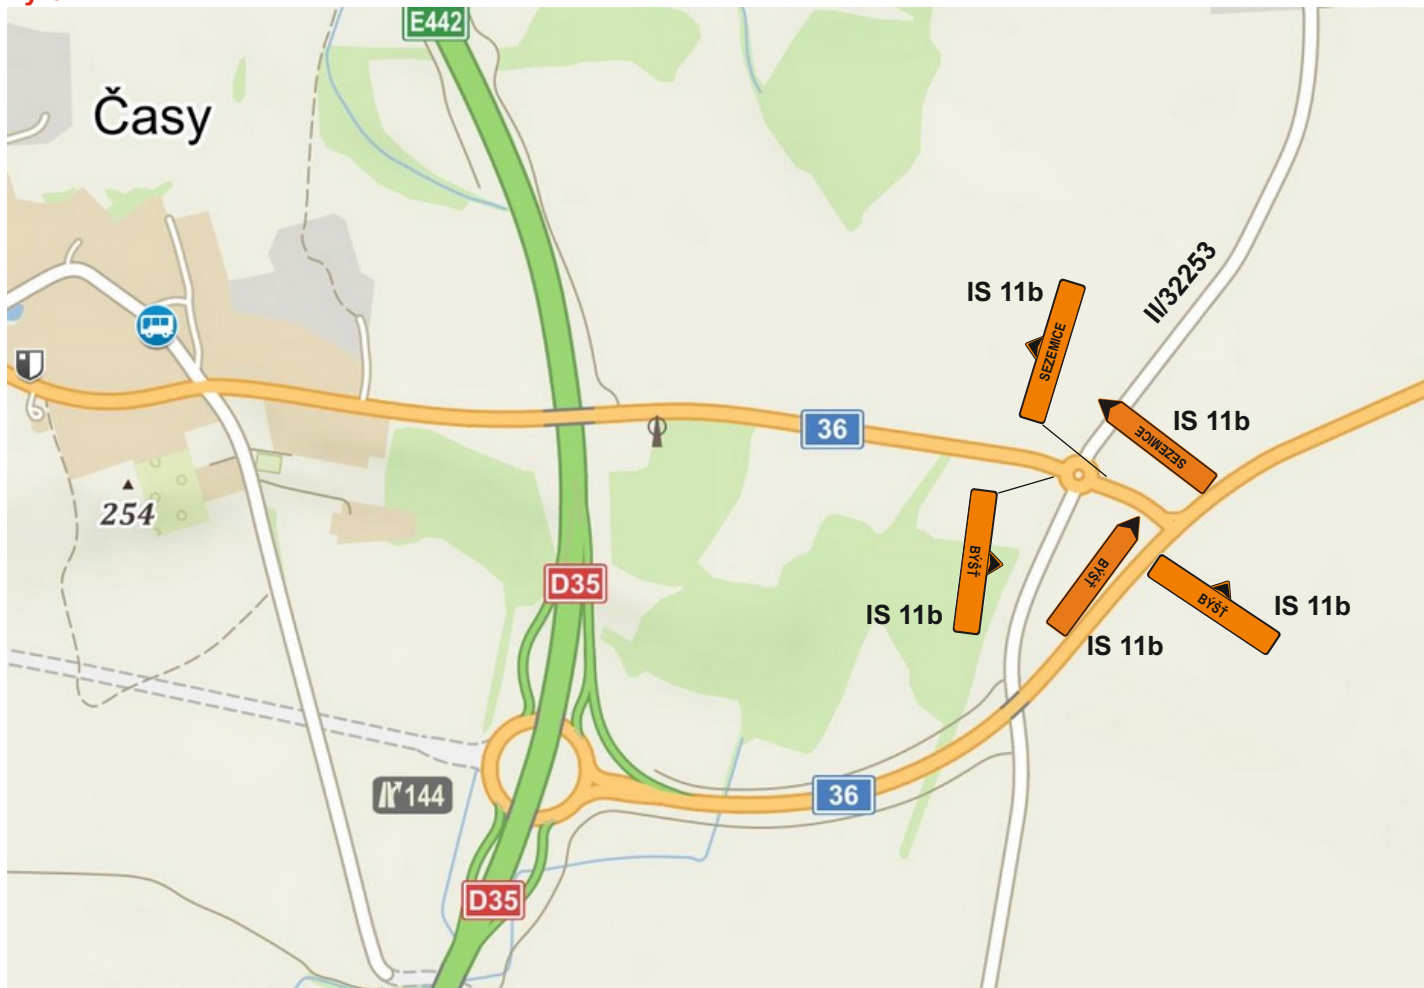 E442
Časy
II/32253
IS 11b
SEZEMICE
IS 11b
SEZEMICE
36
254
BÝŠŤ
IS 11b
D35
BÝŠŤ
IS 11b
BÝŠŤ
IS 11b
144
36
D35